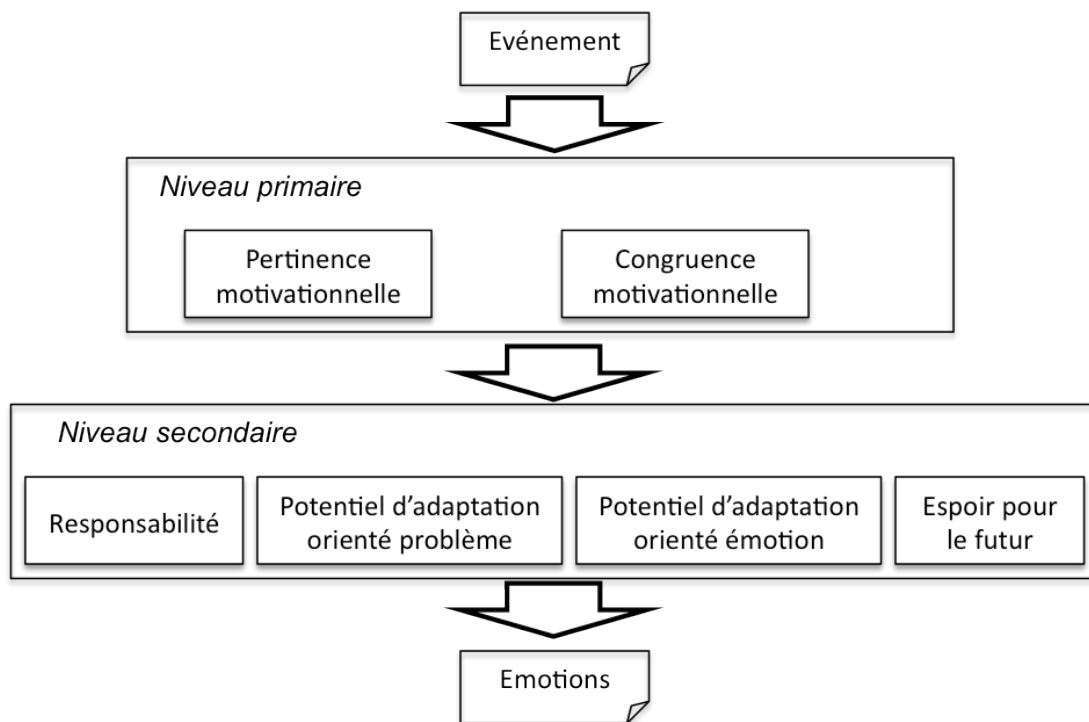 Evénement
Niveau primaire
Pertinence
motivationnelle
Congruence
motivationnelle
Niveau secondaire
Responsabilité
Potentiel d’adaptation
orienté problème
Potentiel d’adaptation
orienté émotion
Espoir pour
le futur
Emotions